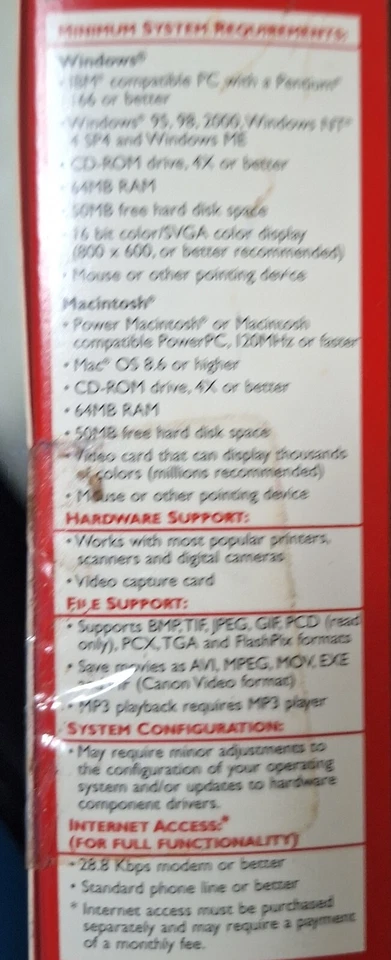 MINIMUM SYSTEM REQUIREMENTS:
Windows®
• IBM® compatible PC with a Pentium®
166 or better
• Windows® 95, 98, 2000, Windows NT®
4 SP4 and Windows ME
• CD-ROM drive, 4X or better
• 64MB RAM
• 50MB free hard disk space
• 16 bit color/SVGA color display
(800 x 600, or better recommended)
• Mouse or other pointing device
Macintosh®
• Power Macintosh® or Macintosh
compatible PowerPC, 120MHz or faster
• Mac® OS 8.6 or higher
• CD-ROM drive, 4X or better
• 64MB RAM
• 50MB free hard disk space
• Video card that can display thousands
of colors (millions recommended)
• Mouse or other pointing device
HARDWARE SUPPORT:
• Works with most popular printers,
scanners and digital cameras
• Video capture card
FILE SUPPORT:
• Supports BMP, TIF, JPEG, GIF, PCD (read
only), PCX, TGA and FlashPix formats
• Save movies as AVI, MPEG, MOV, EXE
(Canon Video format)
• MP3 playback requires MP3 player
SYSTEM CONFIGURATION:
• May require minor adjustments to
the configuration of your operating
system and/or updates to hardware
component drivers.
INTERNET ACCESS:*
(FOR FULL FUNCTIONALITY)
• 28.8 Kbps modem or better
• Standard phone line or better
* Internet access must be purchased
separately and may require a payment
of a monthly fee.